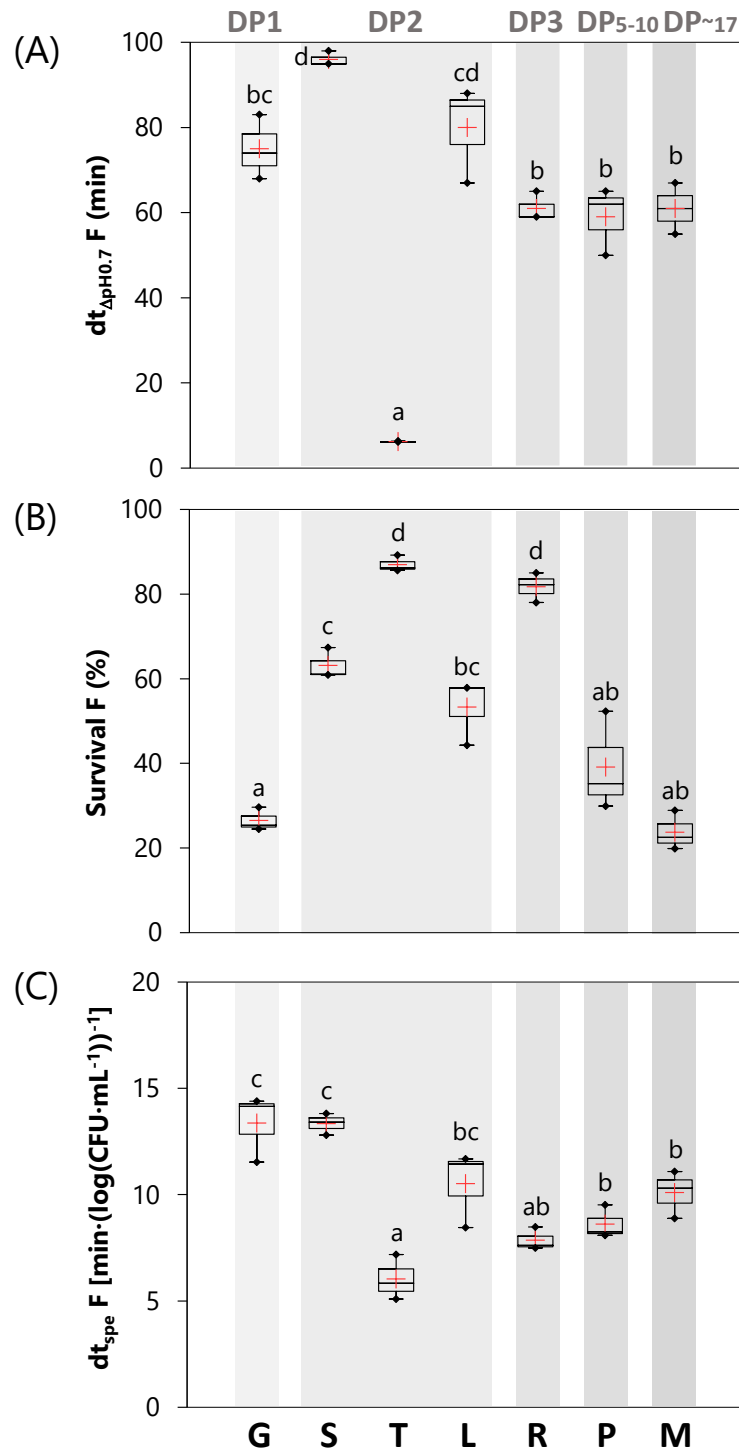 DP1 DP2 DP3 DP5-10 DP~17
(A)
dtΔpH0.7 F (min)
100
80
60
40
20
0
bc
d
a
cd
b
b
b
(B)
Survival F (%)
100
80
60
40
20
0
a
c
d
bc
d
ab
ab
(C)
dtspe F [min·(log(CFU·mL-1))-1]
20
15
10
5
0
c
c
a
bc
ab
b
b
G S T L R P M